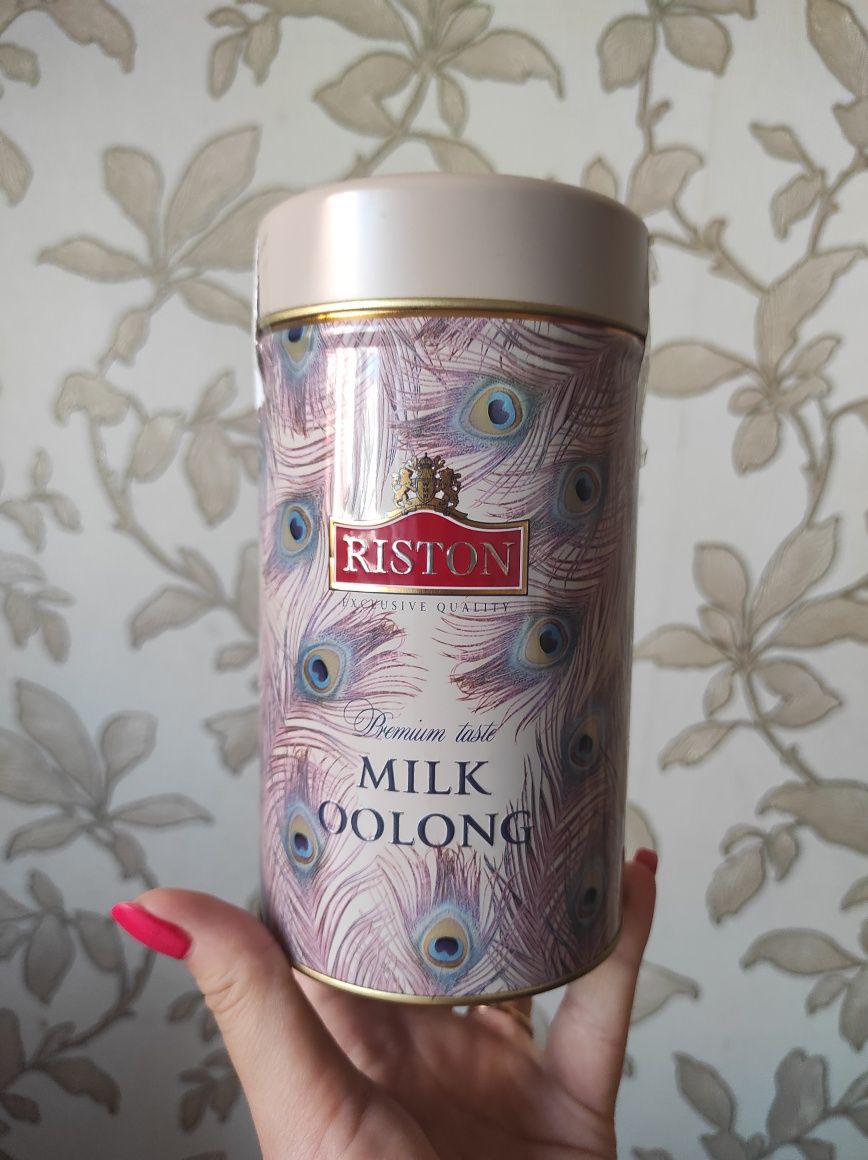 RISTON
EXCLUSIVE QUALITY
Premium taste
MILK
OOLONG